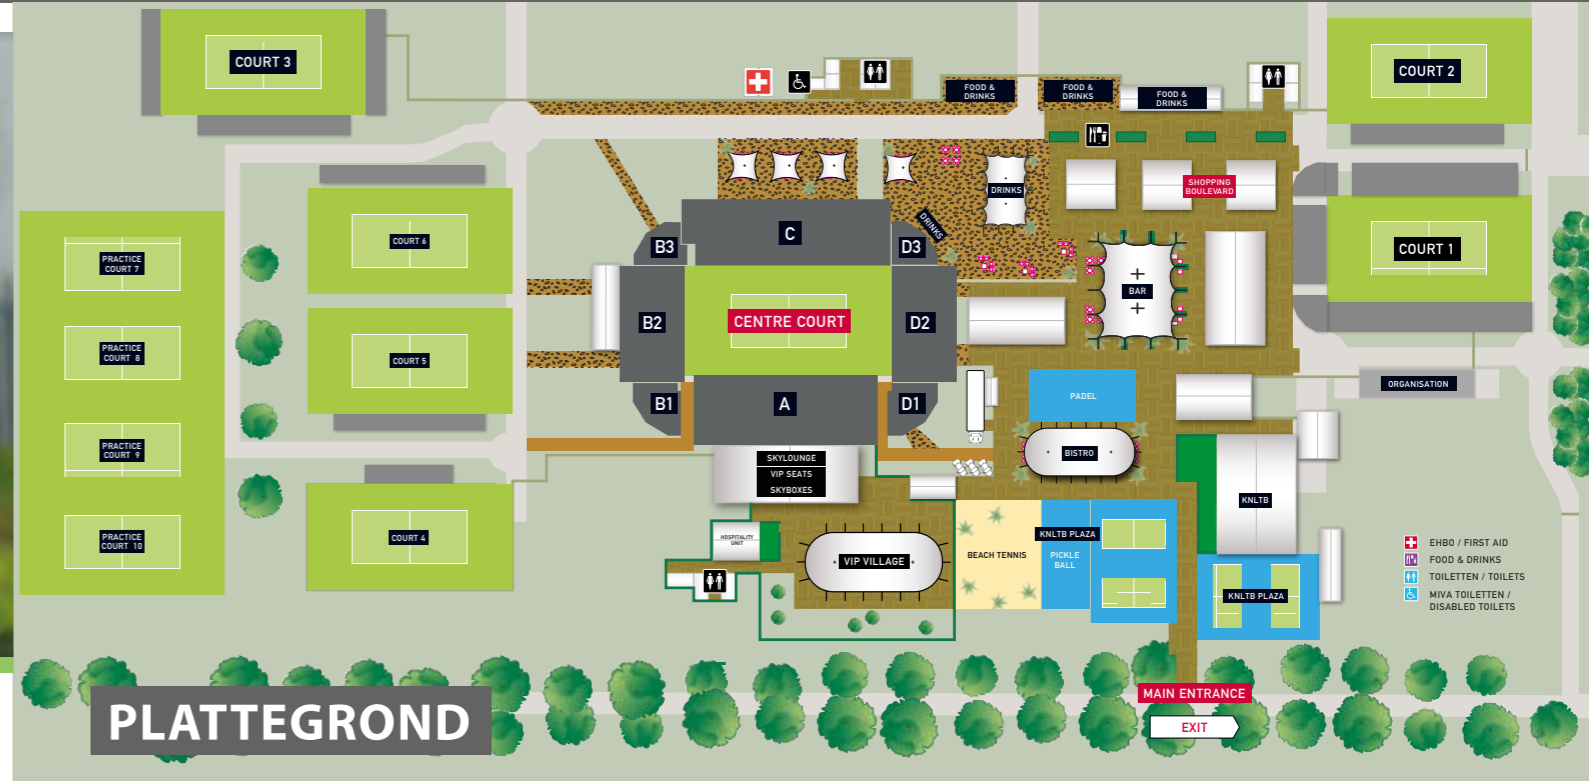 COURT 3
FOOD &
DRINKS
FOOD &
DRINKS
FOOD &
DRINKS
COURT 2
DRINKS
SHOPPING
BOULEVARD
DRINKS
C
B3
D3
COURT 6
COURT 1
PRACTICE
COURT 7
BAR
B2
CENTRE COURT
D2
PRACTICE
COURT 8
COURT 5
ORGANISATION
PADEL
B1
A
D1
PRACTICE
COURT 9
SKYLOUNGE
VIP SEATS
SKYBOXES
BISTRO
KNLTB
COURT 4
PRACTICE
COURT 10
HOSPITALITY
UNIT
VIP VILLAGE
BEACH TENNIS
KNLTB PLAZA
PICKLE
BALL
KNLTB PLAZA
EHBO / FIRST AID
FOOD & DRINKS
TOILETTEN / TOILETS
MIVA TOILETTEN /
DISABLED TOILETS
MAIN ENTRANCE
EXIT
PLATTEGROND